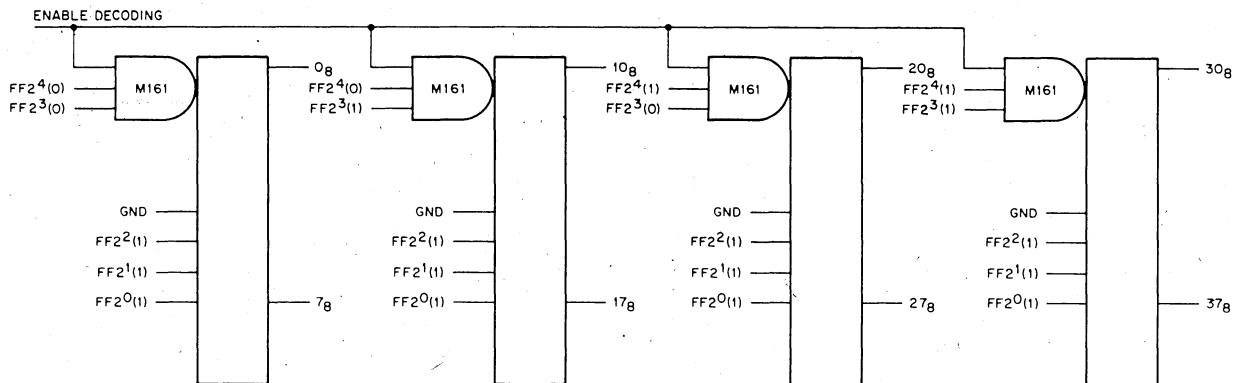 ENABLE DECODING
M161
0₈
FF2⁴(0)
FF2³(0)
GND
FF2²(1)
FF2¹(1)
FF2⁰(1)
7₈
M161
10₈
FF2⁴(0)
FF2³(1)
GND
FF2²(1)
FF2¹(1)
FF2⁰(1)
17₈
M161
20₈
FF2⁴(1)
FF2³(0)
GND
FF2²(1)
FF2¹(1)
FF2⁰(1)
27₈
M161
30₈
FF2⁴(1)
FF2³(1)
GND
FF2²(1)
FF2¹(1)
FF2⁰(1)
37₈